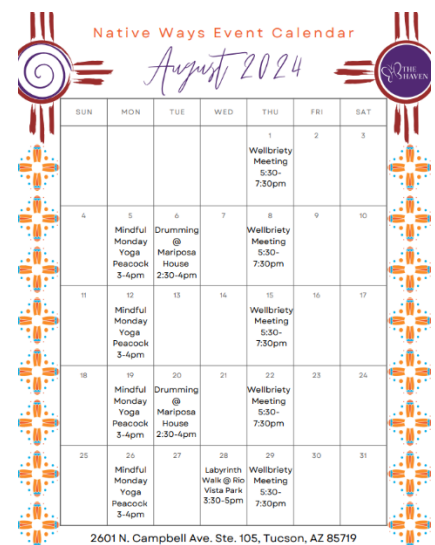 Native Ways Event Calendar
August 2024
THE
HAVEN
SUN MON TUE WED THU FRI SAT
1 2 3
Wellbriety
Meeting
5:30-
7:30pm
4 5 6 7 8 9 10
Mindful
Monday
Yoga
Peacock
3-4pm
Drumming
@
Mariposa
House
2:30-4pm
Wellbriety
Meeting
5:30-
7:30pm
11 12 13 14 15 16 17
Mindful
Monday
Yoga
Peacock
3-4pm
Wellbriety
Meeting
5:30-
7:30pm
18 19 20 21 22 23 24
Mindful
Monday
Yoga
Peacock
3-4pm
Drumming
@
Mariposa
House
2:30-4pm
Wellbriety
Meeting
5:30-
7:30pm
25 26 27 28 29 30 31
Mindful
Monday
Yoga
Peacock
3-4pm
Labyrinth
Walk @ Rio
Vista Park
3:30-5pm
Wellbriety
Meeting
5:30-
7:30pm
2601 N. Campbell Ave. Ste. 105, Tucson, AZ 85719